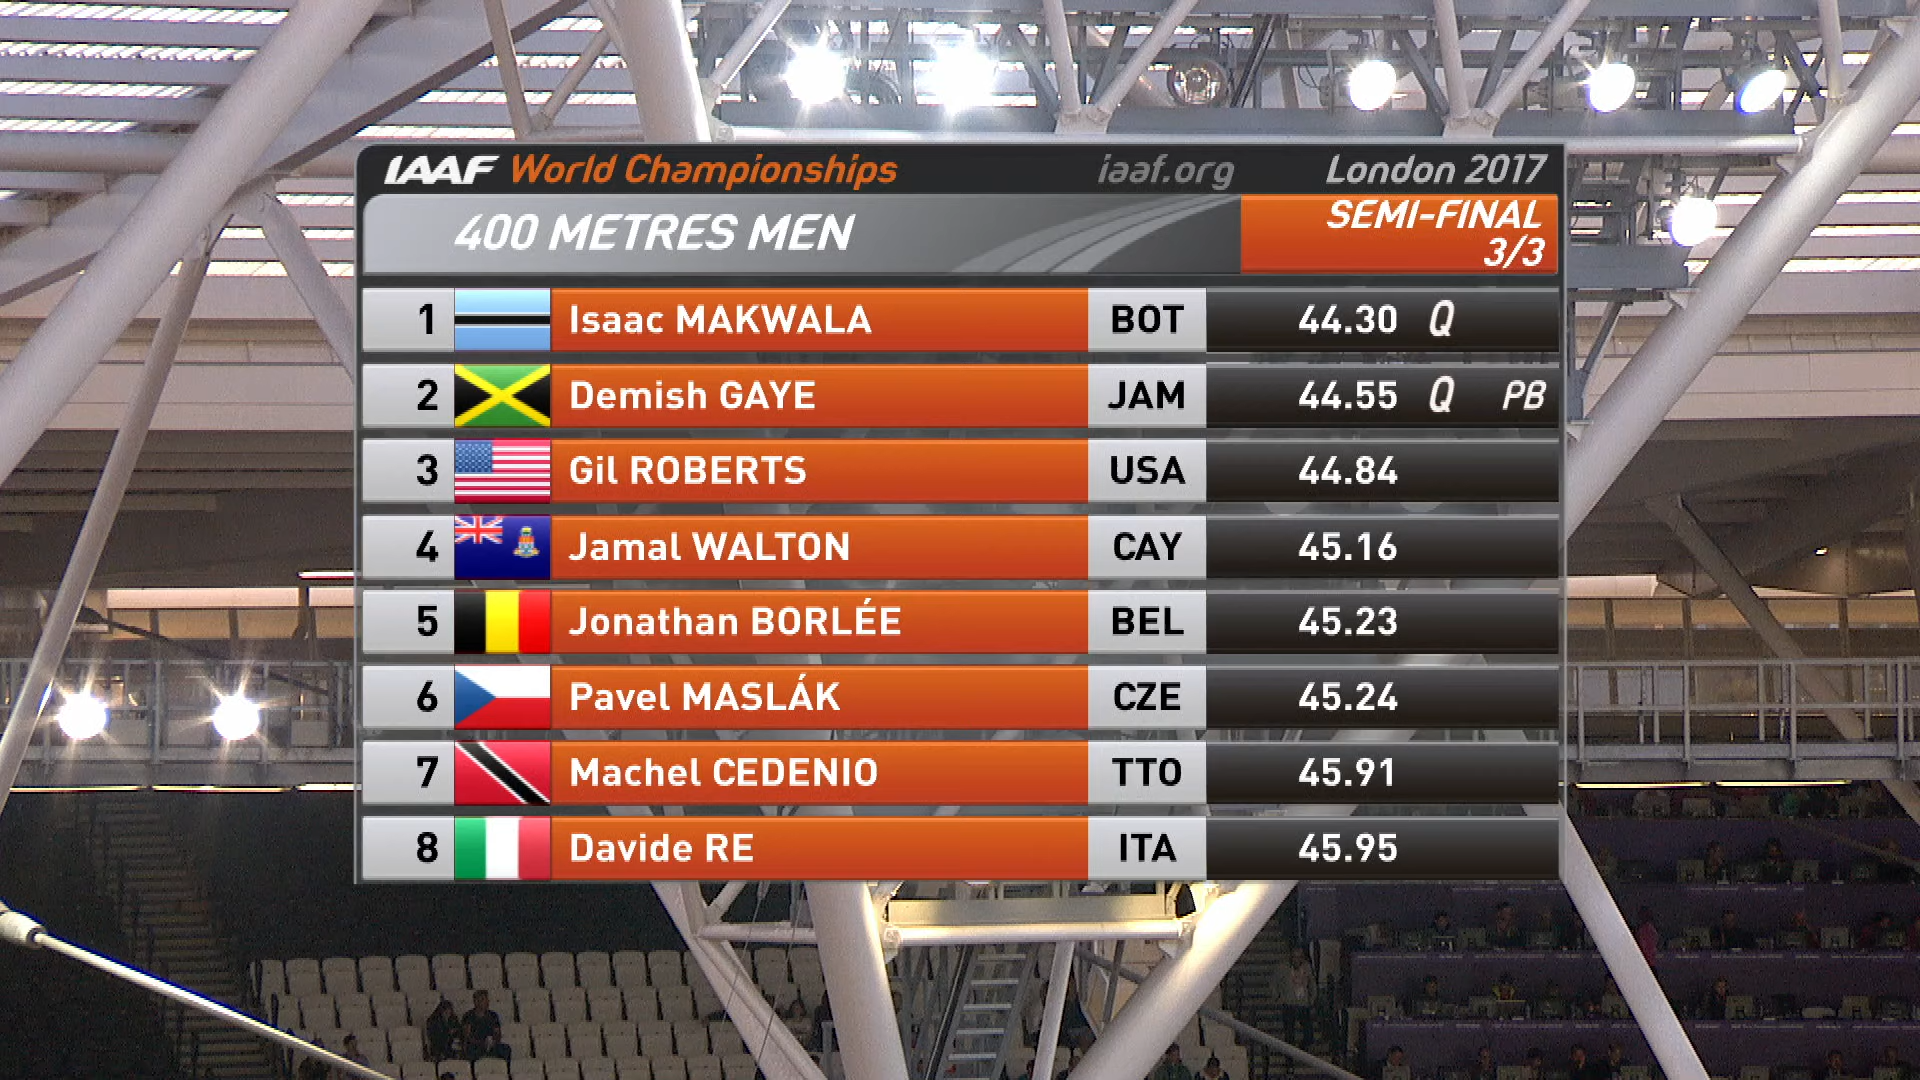 IAAF World Championships iaaf.org London 2017
400 METRES MEN SEMI-FINAL 3/3
1 Isaac MAKWALA BOT 44.30 Q
2 Demish GAYE JAM 44.55 Q PB
3 Gil ROBERTS USA 44.84
4 Jamal WALTON CAY 45.16
5 Jonathan BORLÉE BEL 45.23
6 Pavel MASLÁK CZE 45.24
7 Machel CEDENIO TTO 45.91
8 Davide RE ITA 45.95